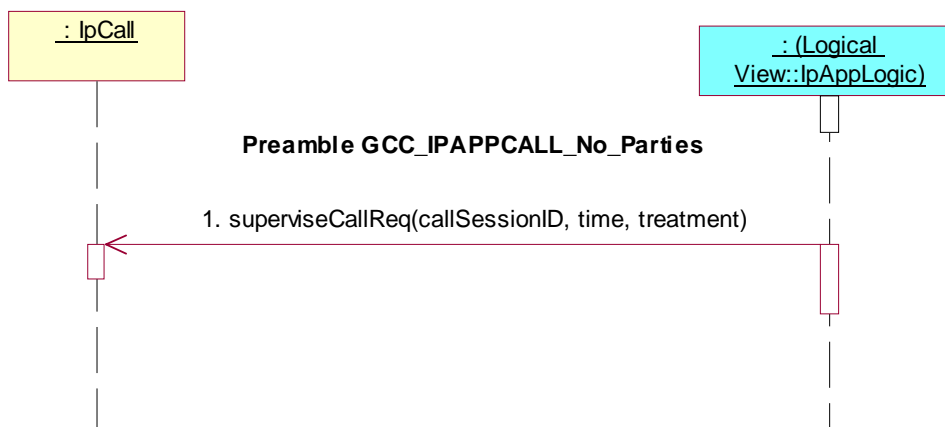 : IpCall
: (Logical
View::IpAppLogic)
Preamble GCC_IPAPPCALL_No_Parties
1. superviseCallReq(callSessionID, time, treatment)